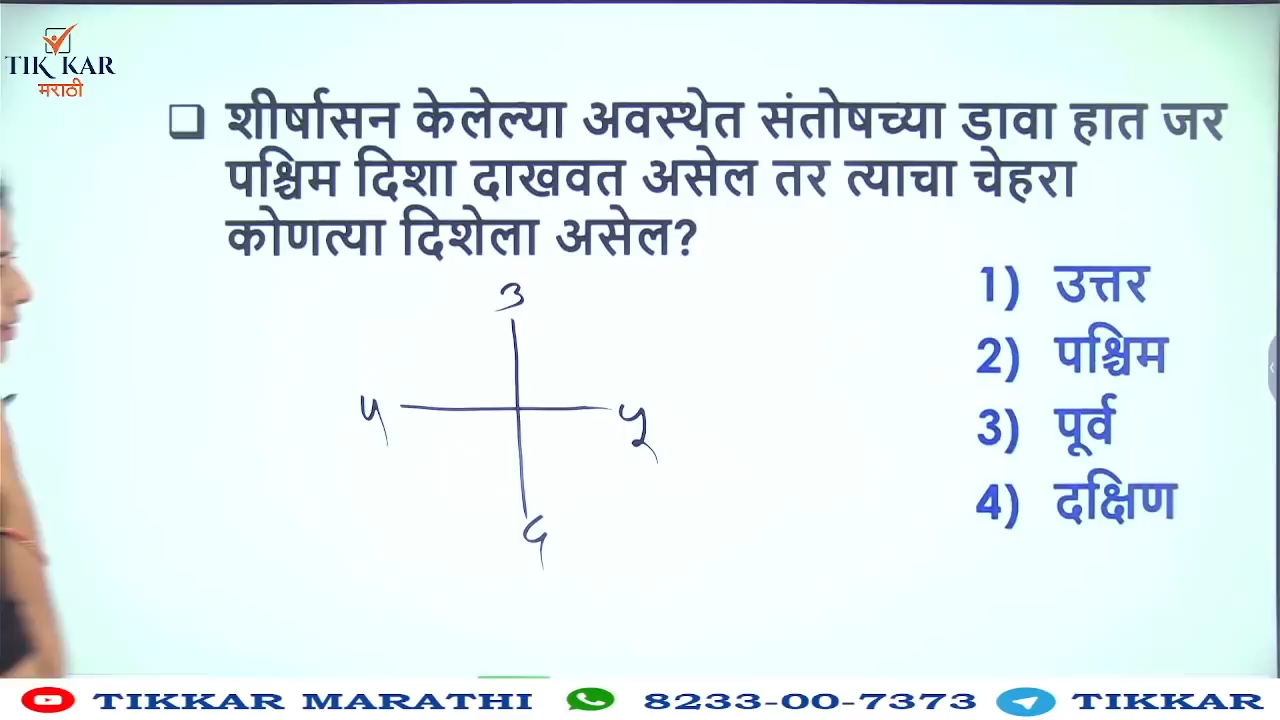 TIK KAR
मराठी
❑ शीर्षासन केलेल्या अवस्थेत संतोषच्या डावा हात जर
पश्चिम दिशा दाखवत असेल तर त्याचा चेहरा
कोणत्या दिशेला असेल?
1) उत्तर
2) पश्चिम
3) पूर्व
4) दक्षिण
उ
प
पू
द
TIKKAR MARATHI 8233-00-7373 TIKKAR